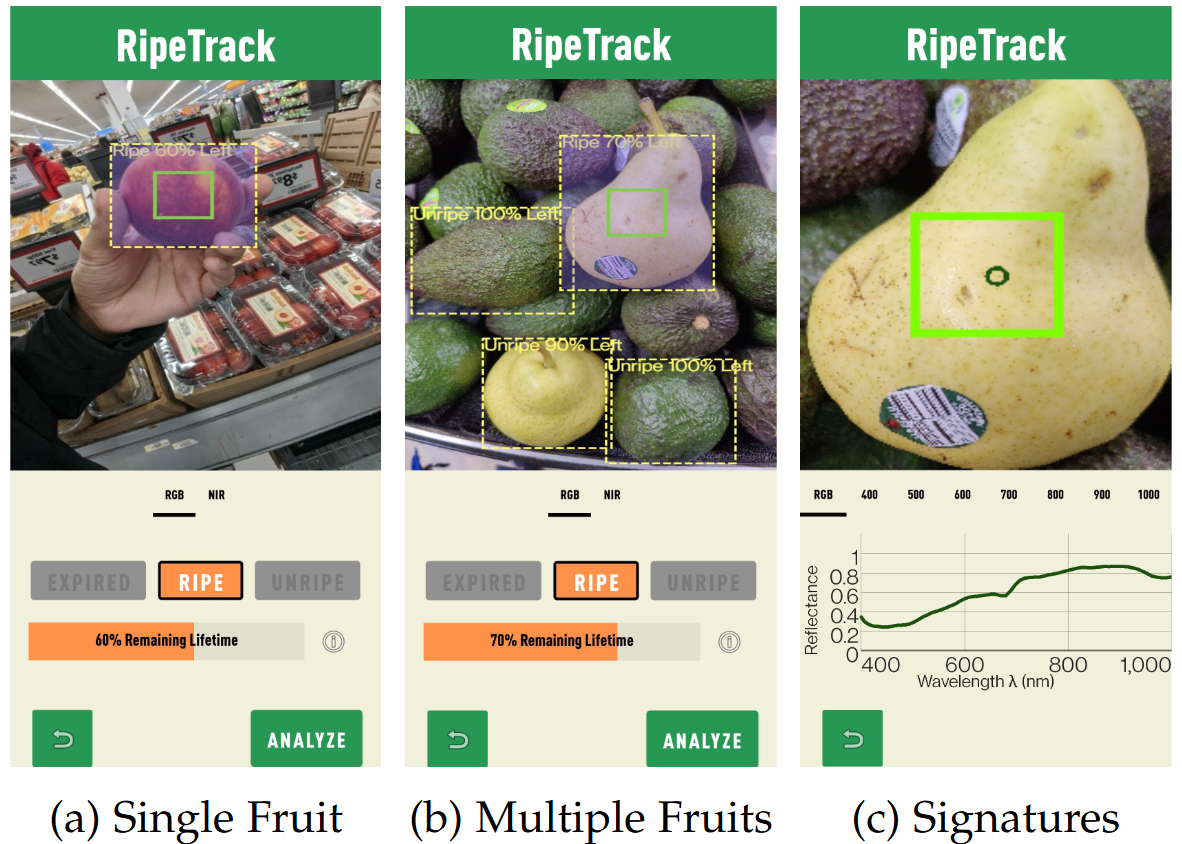 RipeTrack
Ripe 60% Left
RGB NIR
EXPIRED RIPE UNRIPE
60% Remaining Lifetime
ANALYZE
(a) Single Fruit
RipeTrack
Ripe 70% Left
Unripe 100% Left
Unripe 90% Left
Unripe 100% Left
RGB NIR
EXPIRED RIPE UNRIPE
70% Remaining Lifetime
ANALYZE
(b) Multiple Fruits
RipeTrack
RGB 400 500 600 700 800 900 1000
Reflectance
1
0.8
0.6
0.4
0.2
0
400 600 800 1,000
Wavelength λ (nm)
(c) Signatures